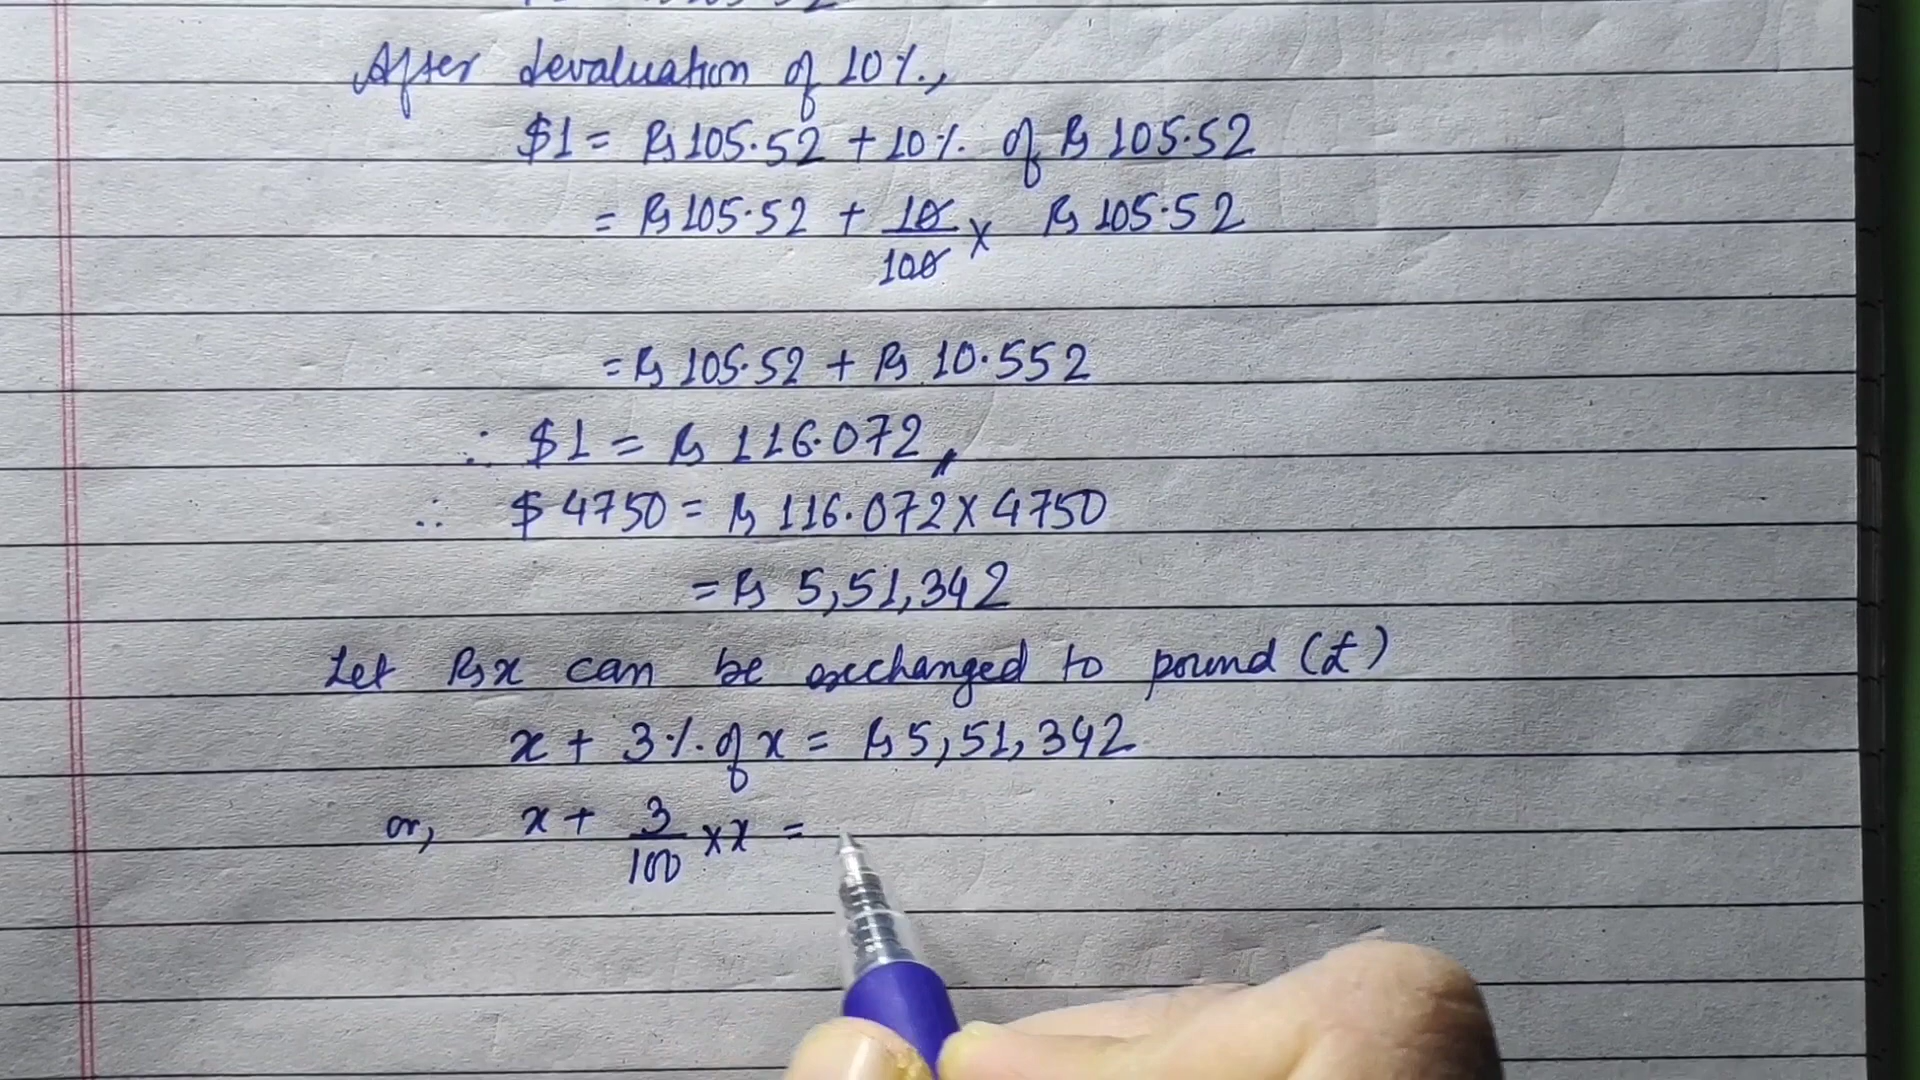 After devaluation of 10%,
$1 = Rs 105.52 + 10% of Rs 105.52
= Rs 105.52 + 10/100 × Rs 105.52
= Rs 105.52 + Rs 10.552
∴ $1 = Rs 116.072
∴ $4750 = Rs 116.072 × 4750
= Rs 5,51,342
Let Rs x can be exchanged to pound (£)
x + 3% of x = Rs 5,51,342
or, x + 3/100 × x =